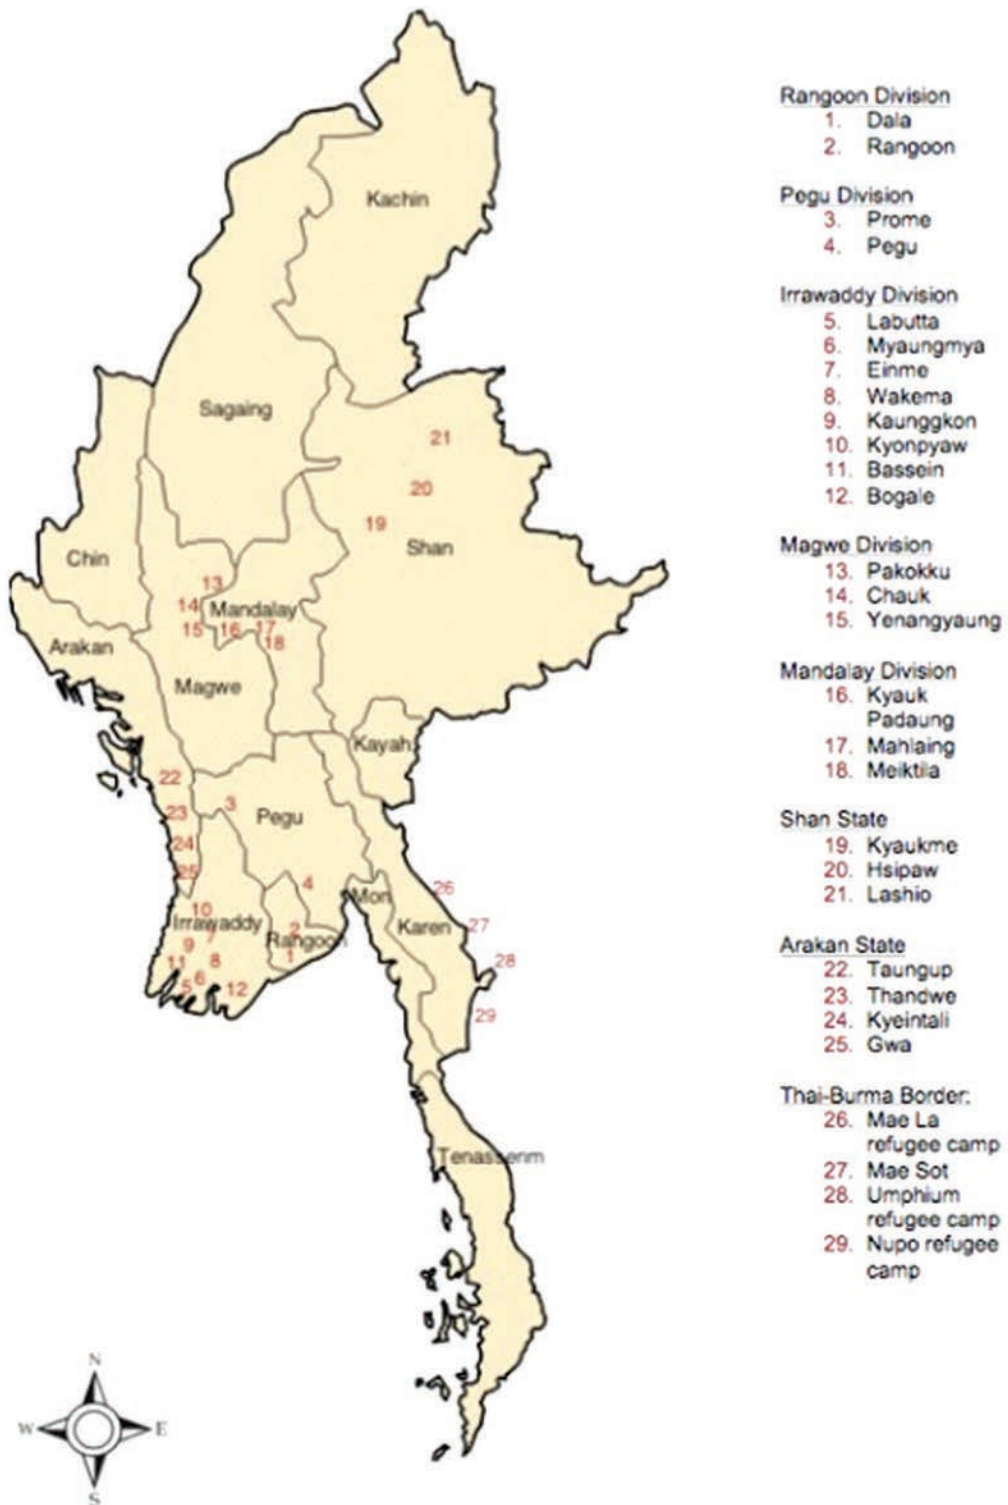 Kachin
Sagaing
21
20
19
Shan
Chin
13
14
Mandalay
15 16 17
18
Arakan
Magwe
Kayah
22
3
23
Pegu
24
25
4
26
Mon
10
Irrawaddy
Karen
27
7
2
9
Rangoon
11
8
1
28
6
5
12
29
Tenasserim
N
W
E
S
Rangoon Division
1. Dala
2. Rangoon
Pegu Division
3. Prome
4. Pegu
Irrawaddy Division
5. Labutta
6. Myaungmya
7. Einme
8. Wakema
9. Kaunggkon
10. Kyonpyaw
11. Bassein
12. Bogale
Magwe Division
13. Pakokku
14. Chauk
15. Yenangyaung
Mandalay Division
16. Kyauk
Padaung
17. Mahlaing
18. Meiktila
Shan State
19. Kyaukme
20. Hsipaw
21. Lashio
Arakan State
22. Taungup
23. Thandwe
24. Kyeintali
25. Gwa
Thai-Burma Border:
26. Mae La
refugee camp
27. Mae Sot
28. Umphium
refugee camp
29. Nupo refugee
camp